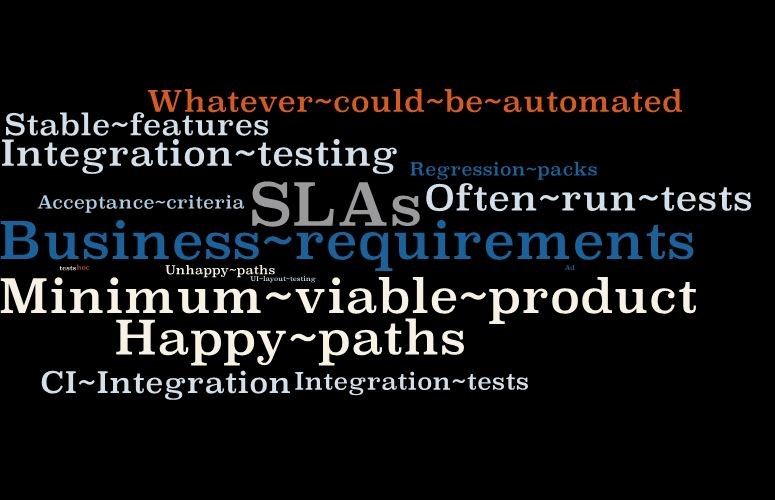 Whatever~could~be~automated
Stable~features
Integration~testing
Regression~packs
Acceptance~criteria SLAs Often~run~tests
Business~requirements
tests hoc Unhappy~paths Ad
UI~layout~testing
Minimum~viable~product
Happy~paths
CI~Integration Integration~tests